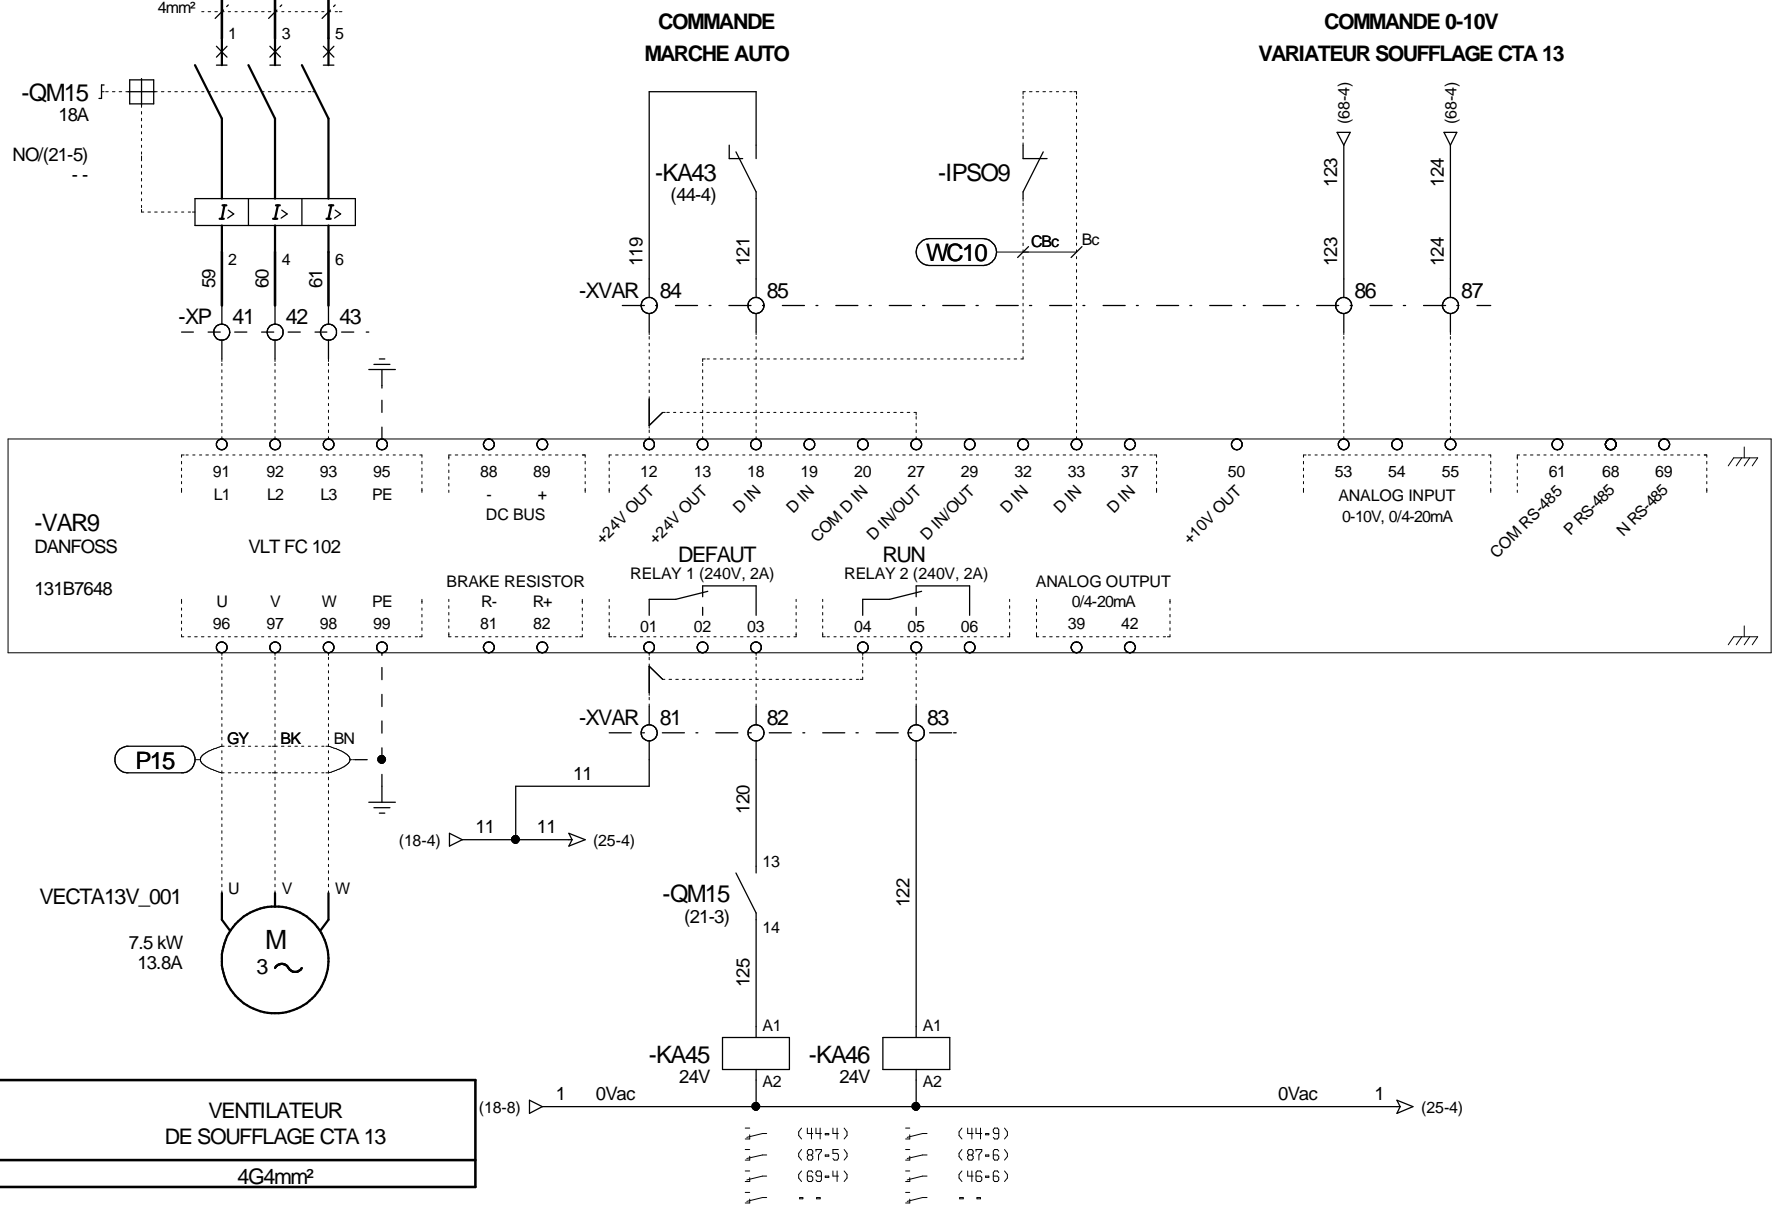 4mm²
1 3 5
COMMANDE
MARCHE AUTO
COMMANDE 0-10V
VARIATEUR SOUFFLAGE CTA 13
-QM15
18A
NO/(21-5)
- -
I> I> I>
2 4 6
59 60 61
-XP 41 42 43
-KA43
(44-4)
119 121
-XVAR 84 85 86 87
-IPSO9
WC10 CBc Bc
(68-4) (68-4)
123 124
123 124
91 92 93 95 88 89 12 13 18 19 20 27 29 32 33 37 50 53 54 55 61 68 69
L1 L2 L3 PE
- +
DC BUS
+24V OUT
+24V OUT
D IN
D IN
COM D IN
D IN/OUT
D IN/OUT
D IN
D IN
D IN
+10V OUT
ANALOG INPUT
0-10V, 0/4-20mA
COM RS-485
P RS-485
N RS-485
-VAR9
DANFOSS
131B7648
VLT FC 102
BRAKE RESISTOR
R- R+
81 82
DEFAUT
RELAY 1 (240V, 2A)
01 02 03
RUN
RELAY 2 (240V, 2A)
04 05 06
ANALOG OUTPUT
0/4-20mA
39 42
U V W PE
96 97 98 99
P15 GY BK BN
-XVAR 81 82 83
11
(18-4) 11 11 (25-4)
120
122
13
-QM15
(21-3)
14
125
VECTA13V_001
7.5 kW
13.8A
U V W
M
3
A1 A1
-KA45
24V
-KA46
24V
A2 A2
(18-8) 1 0Vac 0Vac 1 (25-4)
VENTILATEUR
DE SOUFFLAGE CTA 13
4G4mm²
(44-4) (44-9)
(87-5) (87-6)
(69-4) (46-6)
- - - -